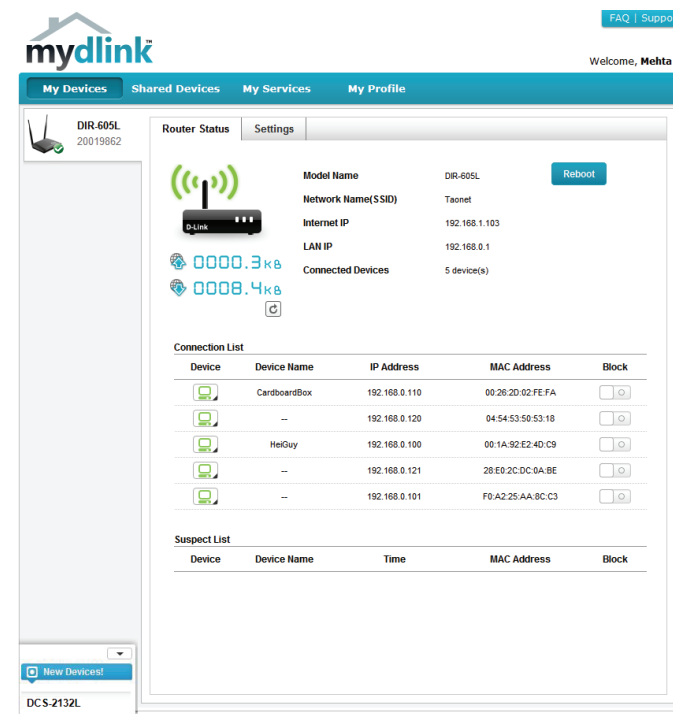 FAQ | Suppo
mydlink™
Welcome, Mehta
My Devices Shared Devices My Services My Profile
DIR-605L
20019862
Router Status Settings
Model Name DIR-605L Reboot
Network Name(SSID) Taonet
Internet IP 192.168.1.103
LAN IP 192.168.0.1
Connected Devices 5 device(s)
D-Link
0000.3 KB
0008.4 KB
Connection List
Device Device Name IP Address MAC Address Block
CardboardBox 192.168.0.110 00:26:2D:02:FE:FA
-- 192.168.0.120 04:54:53:50:53:18
HeiGuy 192.168.0.100 00:1A:92:E2:4D:C9
-- 192.168.0.121 28:E0:2C:DC:0A:BE
-- 192.168.0.101 F0:A2:25:AA:8C:C3
Suspect List
Device Device Name Time MAC Address Block
New Devices!
DCS-2132L